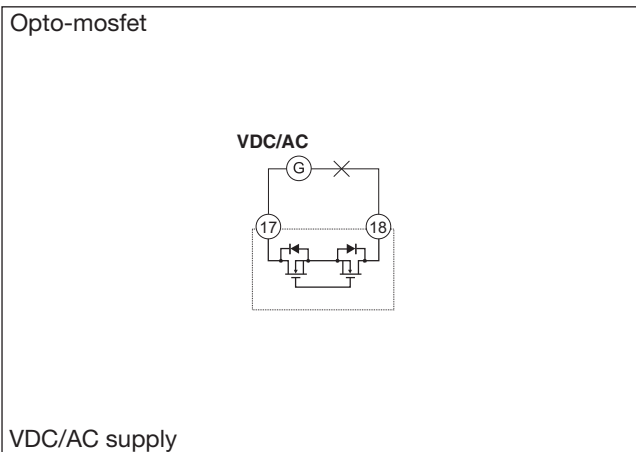 Opto-mosfet
VDC/AC
G
17
18
VDC/AC supply